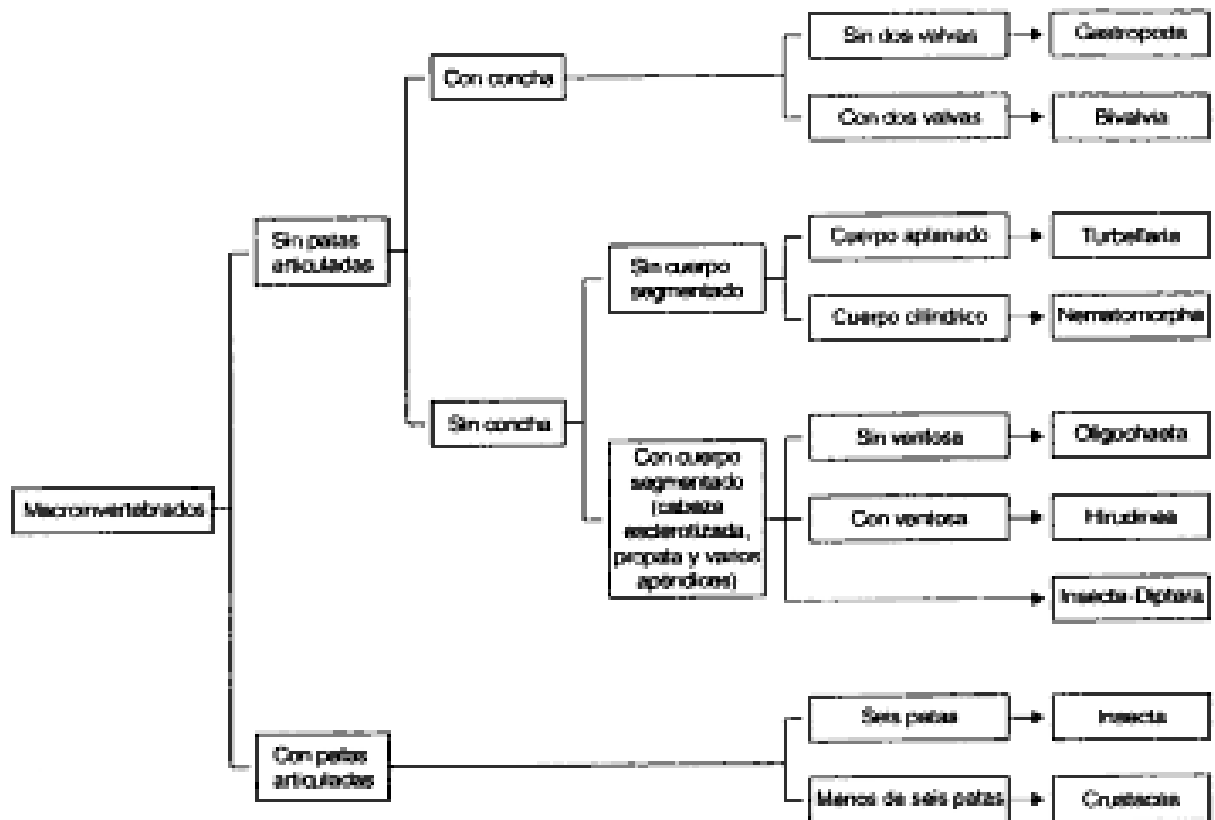 Sin dos valvas
Gastropoda
Con concha
Con dos valvas
Bivalvia
Sin patas
articuladas
Cuerpo aplanado
Turbellaria
Sin cuerpo
segmentado
Cuerpo cilíndrico
Nematomorpha
Sin concha
Sin ventosa
Oligochaeta
Con cuerpo
segmentado
(cabeza
esclerotizada,
propata y varios
apéndices)
Macroinvertebrados
Con ventosa
Hirudinea
Insecta-Diptera
Seis patas
Insecta
Con patas
articuladas
Menos de seis patas
Crustacea